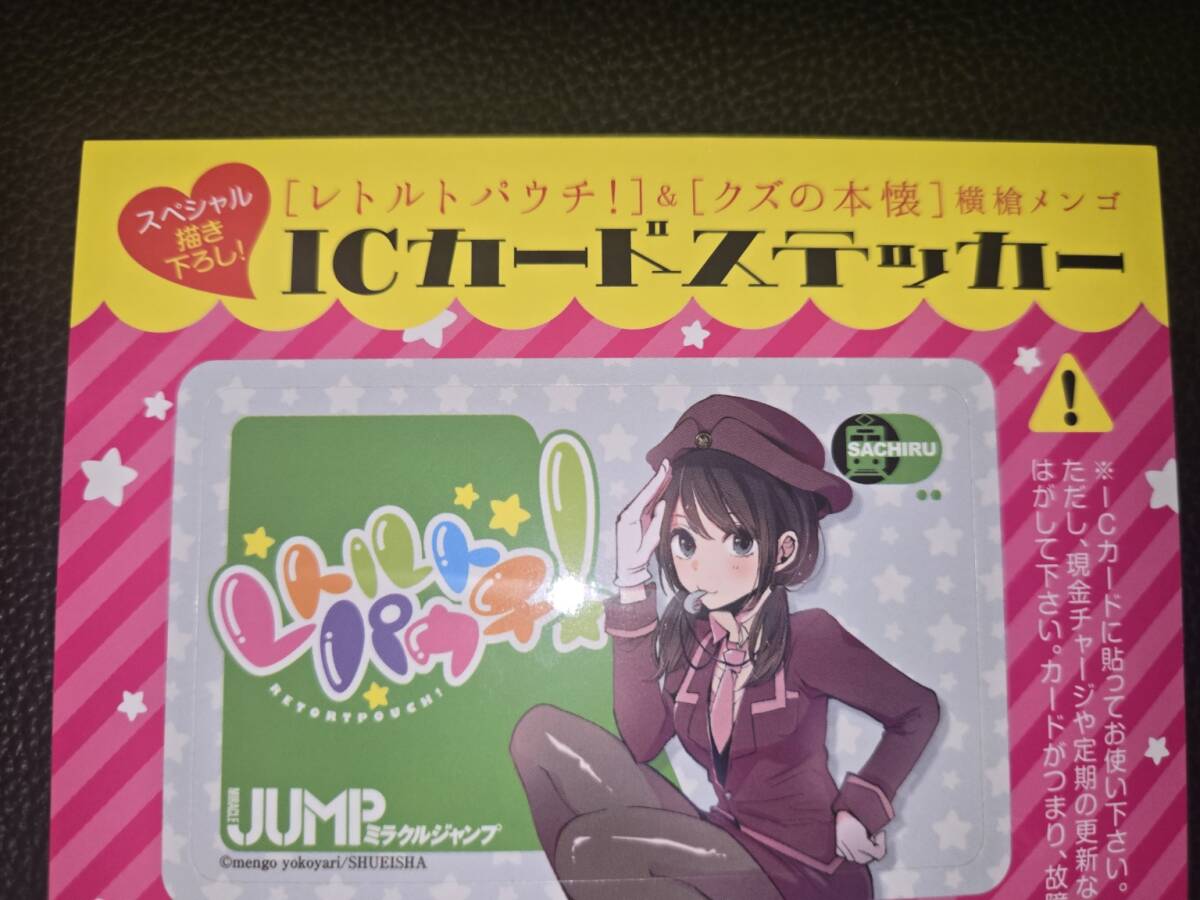 スペシャル
描き
下ろし!
[レトルトパウチ!]&[クズの本懐]横槍メンゴ
ICカードステッカー
SACHIRU
レトルト
パウチ!
RETORTPOUCH!
MIRACLE
JUMP
ミラクルジャンプ
©mengo yokoyari/SHUEISHA
!
※ICカードに貼ってお使い下さい。
ただし、現金チャージや定期の更新な
はがして下さい。カードがつまり、故障